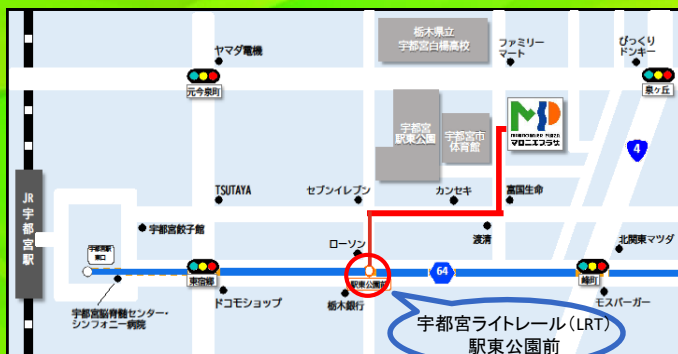 栃木県立
宇都宮白楊高校
ヤマダ電機
ファミリー
マート
びっくり
ドンキー
元今泉町
泉ヶ丘
宇都宮
駅東公園
宇都宮市
体育館
MARRONNIER PLAZA
マロニエプラザ
4
JR宇都宮駅
TSUTAYA
セブンイレブン
カンセキ
富国生命
宇都宮餃子館
ローソン
渡清
北関東マツダ
宇都宮駅
東口
東宿郷
駅東公園前
64
峰町
宇都宮脳脊髄センター・
シンフォニー病院
ドコモショップ
栃木銀行
モスバーガー
宇都宮ライトレール(LRT)
駅東公園前